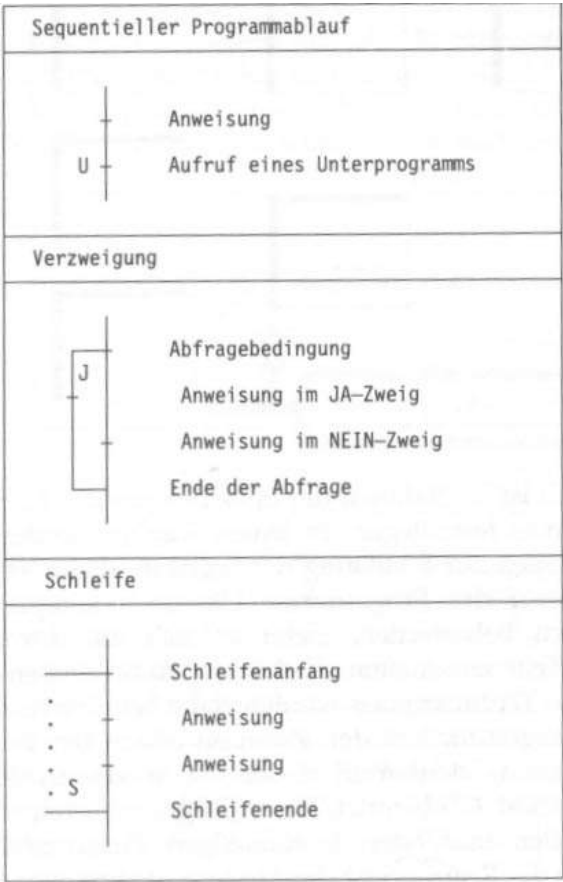 Sequentieller Programmablauf
Anweisung
U Aufruf eines Unterprogramms
Verzweigung
Abfragebedingung
J
Anweisung im JA-Zweig
Anweisung im NEIN-Zweig
Ende der Abfrage
Schleife
Schleifenanfang
Anweisung
Anweisung
S
Schleifenende